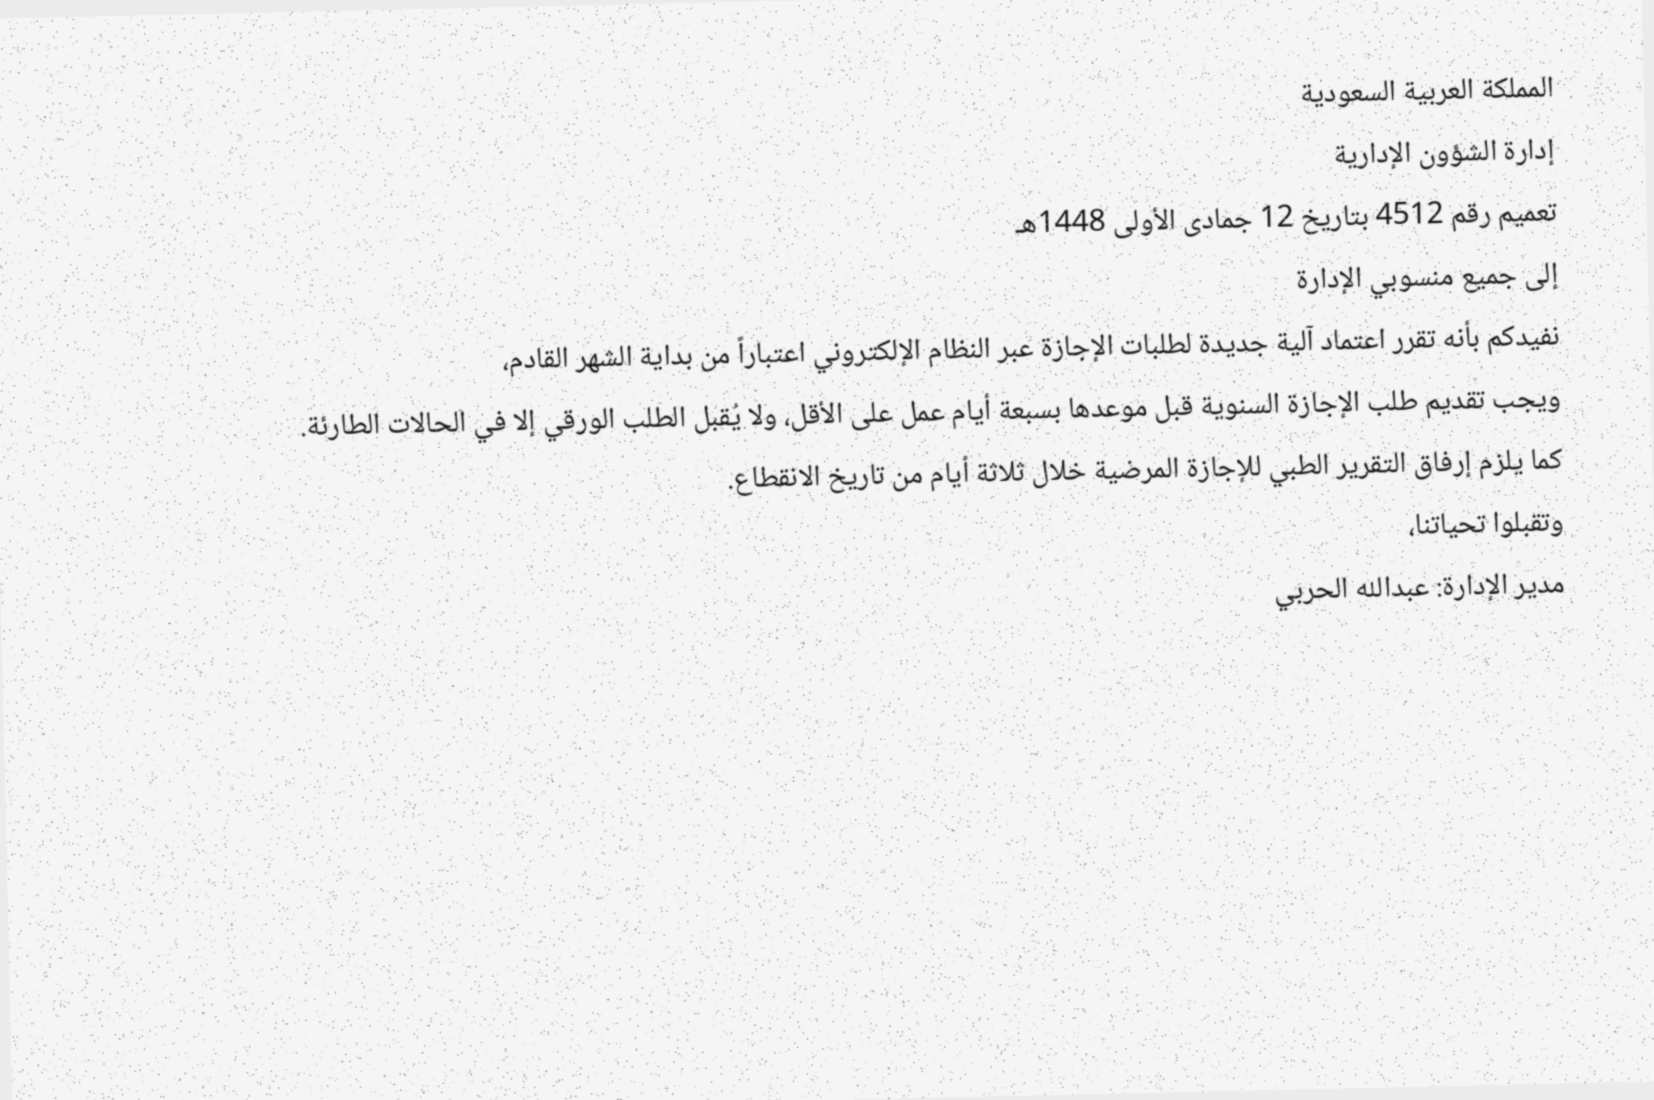 المملكة العربية السعودية
إدارة الشؤون الإدارية
تعميم رقم 4512 بتاريخ 12 جمادى الأولى 1448هـ
إلى جميع منسوبي الإدارة
نفيدكم بأنه تقرر اعتماد آلية جديدة لطلبات الإجازة عبر النظام الإلكتروني اعتباراً من بداية الشهر القادم،
ويجب تقديم طلب الإجازة السنوية قبل موعدها بسبعة أيام عمل على الأقل، ولا يُقبل الطلب الورقي إلا في الحالات الطارئة.
كما يلزم إرفاق التقرير الطبي للإجازة المرضية خلال ثلاثة أيام من تاريخ الانقطاع.
وتقبلوا تحياتنا،
مدير الإدارة: عبدالله الحربي